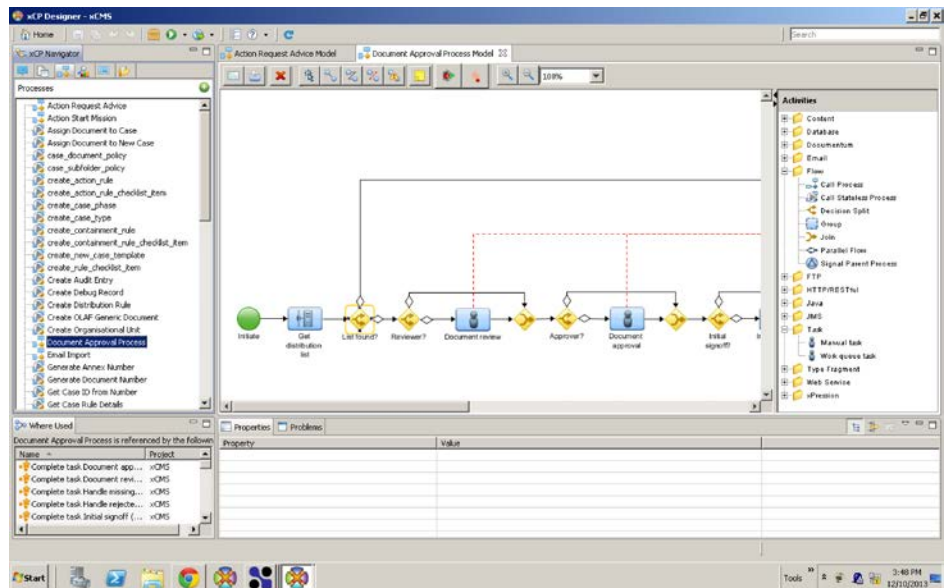 xCP Designer - xCMS
Home
Search
xCP Navigator
Action Request Advice Model
Document Approval Process Model
Processes
100%
Action Request Advice
Action Start Mission
Assign Document to Case
Assign Document to New Case
case_document_policy
case_subfolder_policy
create_action_rule
create_action_rule_checklist_item
create_case_phase
create_case_type
create_containment_rule
create_containment_rule_checklist_item
create_new_case_template
create_rule_checklist_item
Create Audit Entry
Create Debug Record
Create Distribution Rule
Create OLAF Generic Document
Create Organisational Unit
Document Approval Process
Email Import
Generate Annex Number
Generate Document Number
Get Case ID from Number
Get Case Rule Details
Initiate
Get distribution list
List found?
Reviewer?
Document review
Approver?
Document approval
Initial signoff?
Activities
Content
Database
Documentum
Email
Flow
Call Process
Call Stateless Process
Decision Split
Group
Join
Parallel Flow
Signal Parent Process
FTP
HTTP/RESTful
Java
JMS
Task
Manual task
Work queue task
Type Fragment
Web Service
xPression
Where Used
Document Approval Process is referenced by the followin
Name
Project
Complete task Document app... xCMS
Complete task Document revi... xCMS
Complete task Handle missing... xCMS
Complete task Handle rejecte... xCMS
Complete task Initial signoff (... xCMS
Properties
Problems
Property
Value
Start
Tools
3:48 PM
12/10/2013